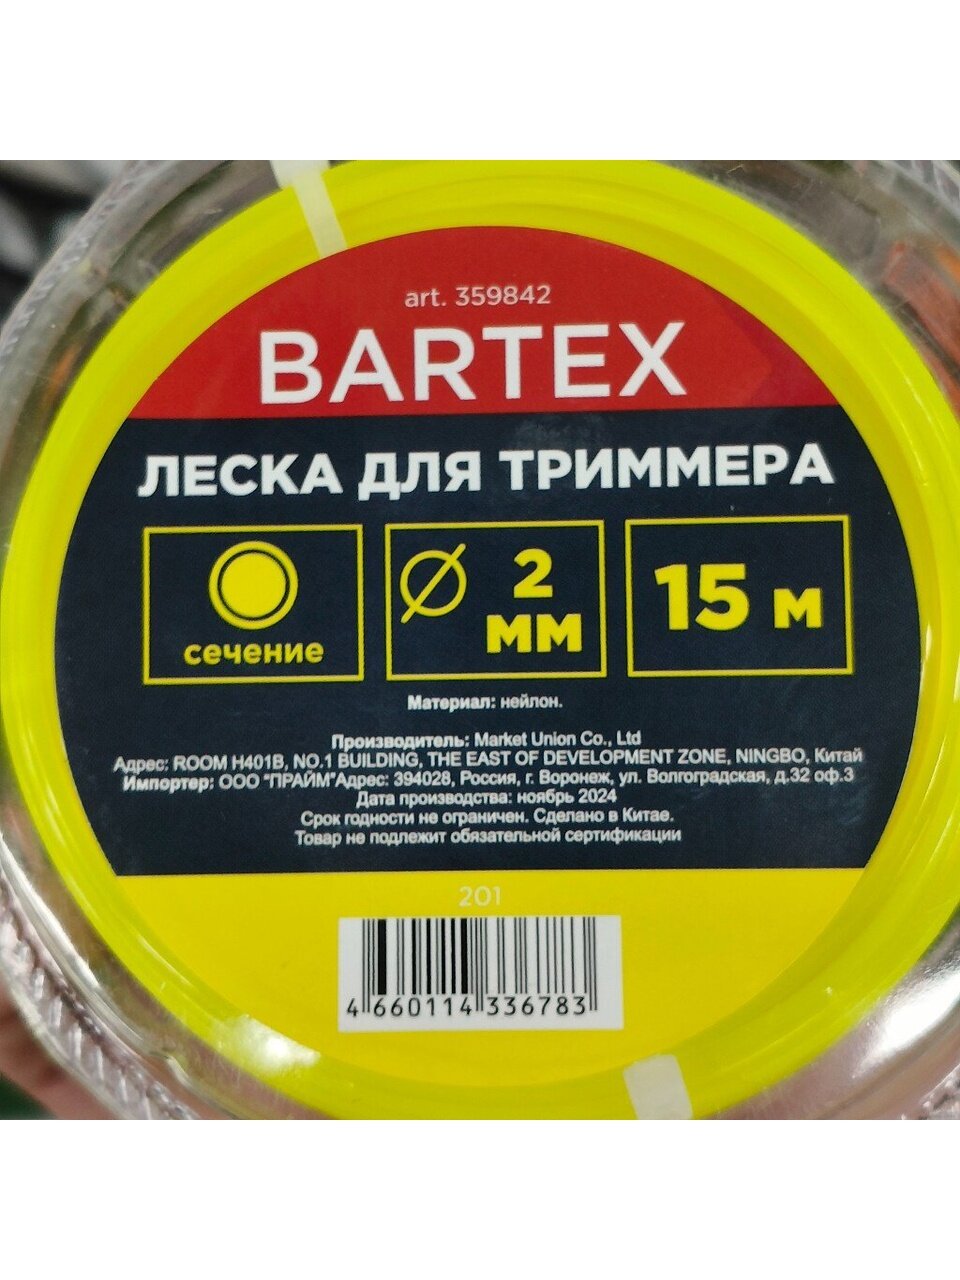 art. 359842
BARTEX
ЛЕСКА ДЛЯ ТРИММЕРА
сечение
Ø 2 мм
15 м
Материал: нейлон.
Производитель: Market Union Co., Ltd
Адрес: ROOM H401B, NO.1 BUILDING, THE EAST OF DEVELOPMENT ZONE, NINGBO, Китай
Импортер: ООО "ПРАЙМ"Адрес: 394028, Россия, г. Воронеж, ул. Волгоградская, д.32 оф.3
Дата производства: ноябрь 2024
Срок годности не ограничен. Сделано в Китае.
Товар не подлежит обязательной сертификации
201
4 660114 336783